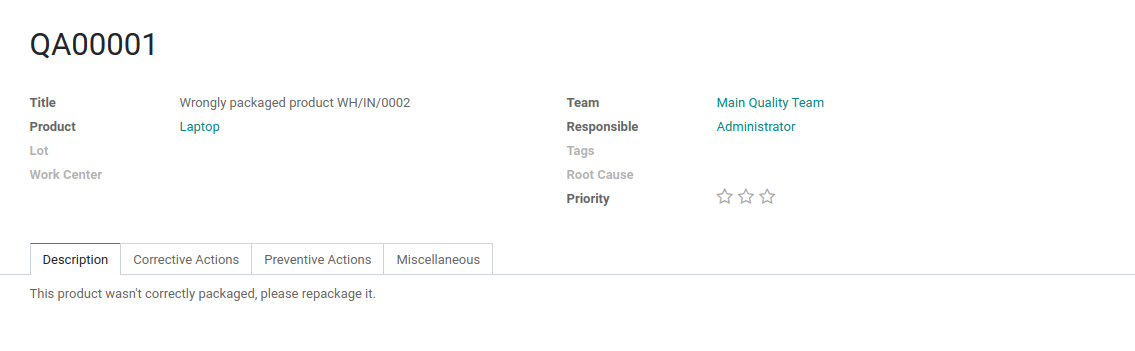 QA00001
Title Wrongly packaged product WH/IN/0002 Team Main Quality Team
Product Laptop Responsible Administrator
Lot Tags
Work Center Root Cause
Priority
Description Corrective Actions Preventive Actions Miscellaneous
This product wasn't correctly packaged, please repackage it.